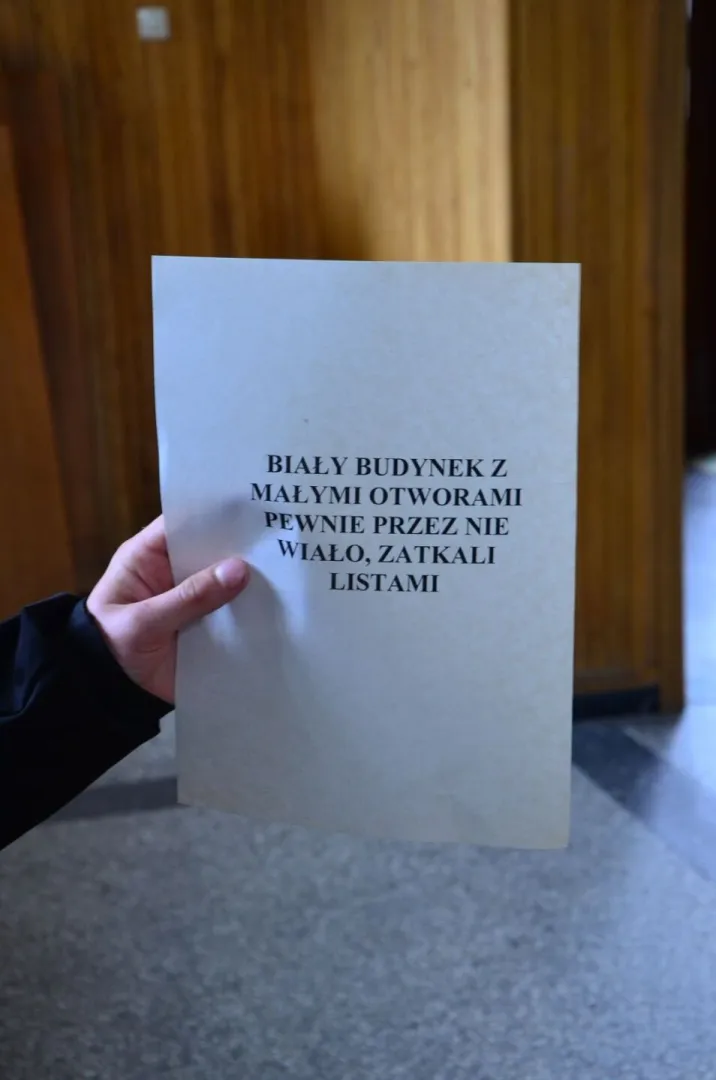 BIAŁY BUDYNEK Z
MAŁYMI OTWORAMI
PEWNIE PRZEZ NIE
WIAŁO, ZATKALI
LISTAMI